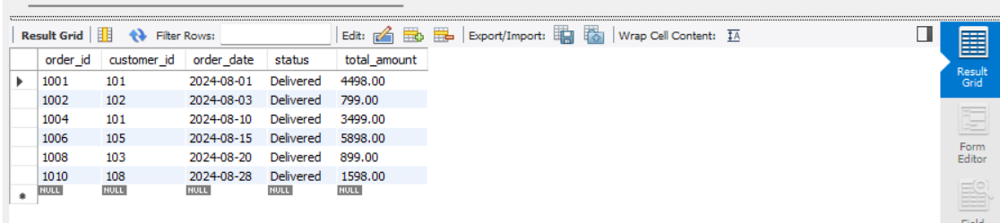 Result Grid Filter Rows: Edit: Export/Import: Wrap Cell Content: IA
order_id customer_id order_date status total_amount
1001 101 2024-08-01 Delivered 4498.00
1002 102 2024-08-03 Delivered 799.00
1004 101 2024-08-10 Delivered 3499.00
1006 105 2024-08-15 Delivered 5898.00
1008 103 2024-08-20 Delivered 899.00
1010 108 2024-08-28 Delivered 1598.00
NULL NULL NULL NULL NULL
Result
Grid
Form
Editor
Field